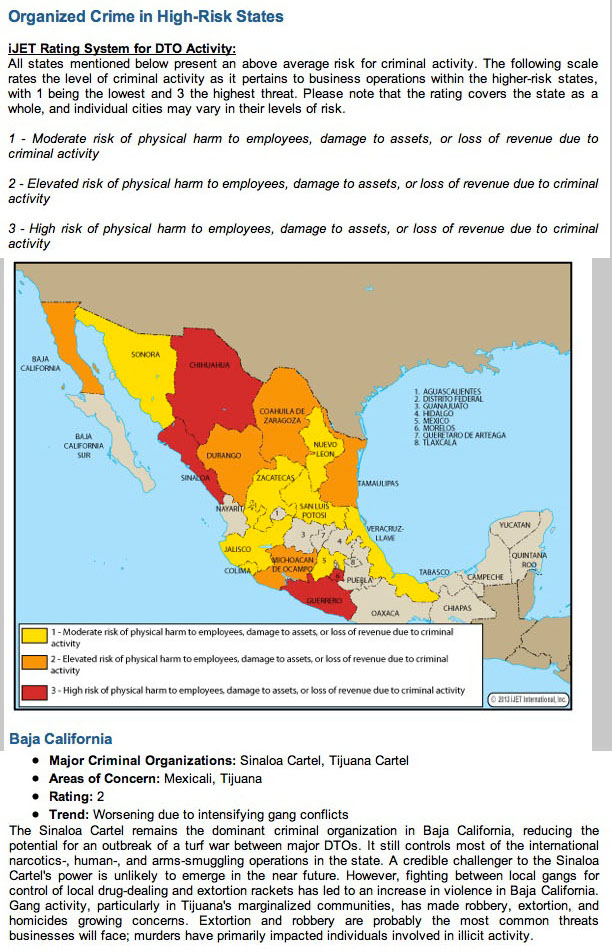 Organized Crime in High-Risk States
iJET Rating System for DTO Activity:
All states mentioned below present an above average risk for criminal activity. The following scale
rates the level of criminal activity as it pertains to business operations within the higher-risk states,
with 1 being the lowest and 3 the highest threat. Please note that the rating covers the state as a
whole, and individual cities may vary in their levels of risk.
1 - Moderate risk of physical harm to employees, damage to assets, or loss of revenue due to
criminal activity
2 - Elevated risk of physical harm to employees, damage to assets, or loss of revenue due to criminal
activity
3 - High risk of physical harm to employees, damage to assets, or loss of revenue due to criminal
activity
BAJA
CALIFORNIA
SONORA
CHIHUAHUA
COAHUILA DE
ZARAGOZA
1. AGUASCALIENTES
2. DISTRITO FEDERAL
3. GUANAJUATO
4. HIDALGO
5. MEXICO
6. MORELOS
7. QUERETARO DE ARTEAGA
8. TLAXCALA
BAJA
CALIFORNIA
SUR
NUEVO
LEON
DURANGO
SINALOA
ZACATECAS
TAMAULIPAS
NAYARIT
SAN LUIS
POTOSI
1
3
7
4
VERACRUZ-
LLAVE
YUCATAN
QUINTANA
ROO
JALISCO
COLIMA
MICHOACAN
DE OCAMPO
5
8
6
PUEBLA
TABASCO
CAMPECHE
GUERRERO
OAXACA
CHIAPAS
1 - Moderate risk of physical harm to employees, damage to assets, or loss of revenue due to criminal
activity
2 - Elevated risk of physical harm to employees, damage to assets, or loss of revenue due to criminal
activity
3 - High risk of physical harm to employees, damage to assets, or loss of revenue due to criminal activity
© 2013 iJET International, Inc.
Baja California
● Major Criminal Organizations: Sinaloa Cartel, Tijuana Cartel
● Areas of Concern: Mexicali, Tijuana
● Rating: 2
● Trend: Worsening due to intensifying gang conflicts
The Sinaloa Cartel remains the dominant criminal organization in Baja California, reducing the
potential for an outbreak of a turf war between major DTOs. It still controls most of the international
narcotics-, human-, and arms-smuggling operations in the state. A credible challenger to the Sinaloa
Cartel's power is unlikely to emerge in the near future. However, fighting between local gangs for
control of local drug-dealing and extortion rackets has led to an increase in violence in Baja California.
Gang activity, particularly in Tijuana's marginalized communities, has made robbery, extortion, and
homicides growing concerns. Extortion and robbery are probably the most common threats
businesses will face; murders have primarily impacted individuals involved in illicit activity.